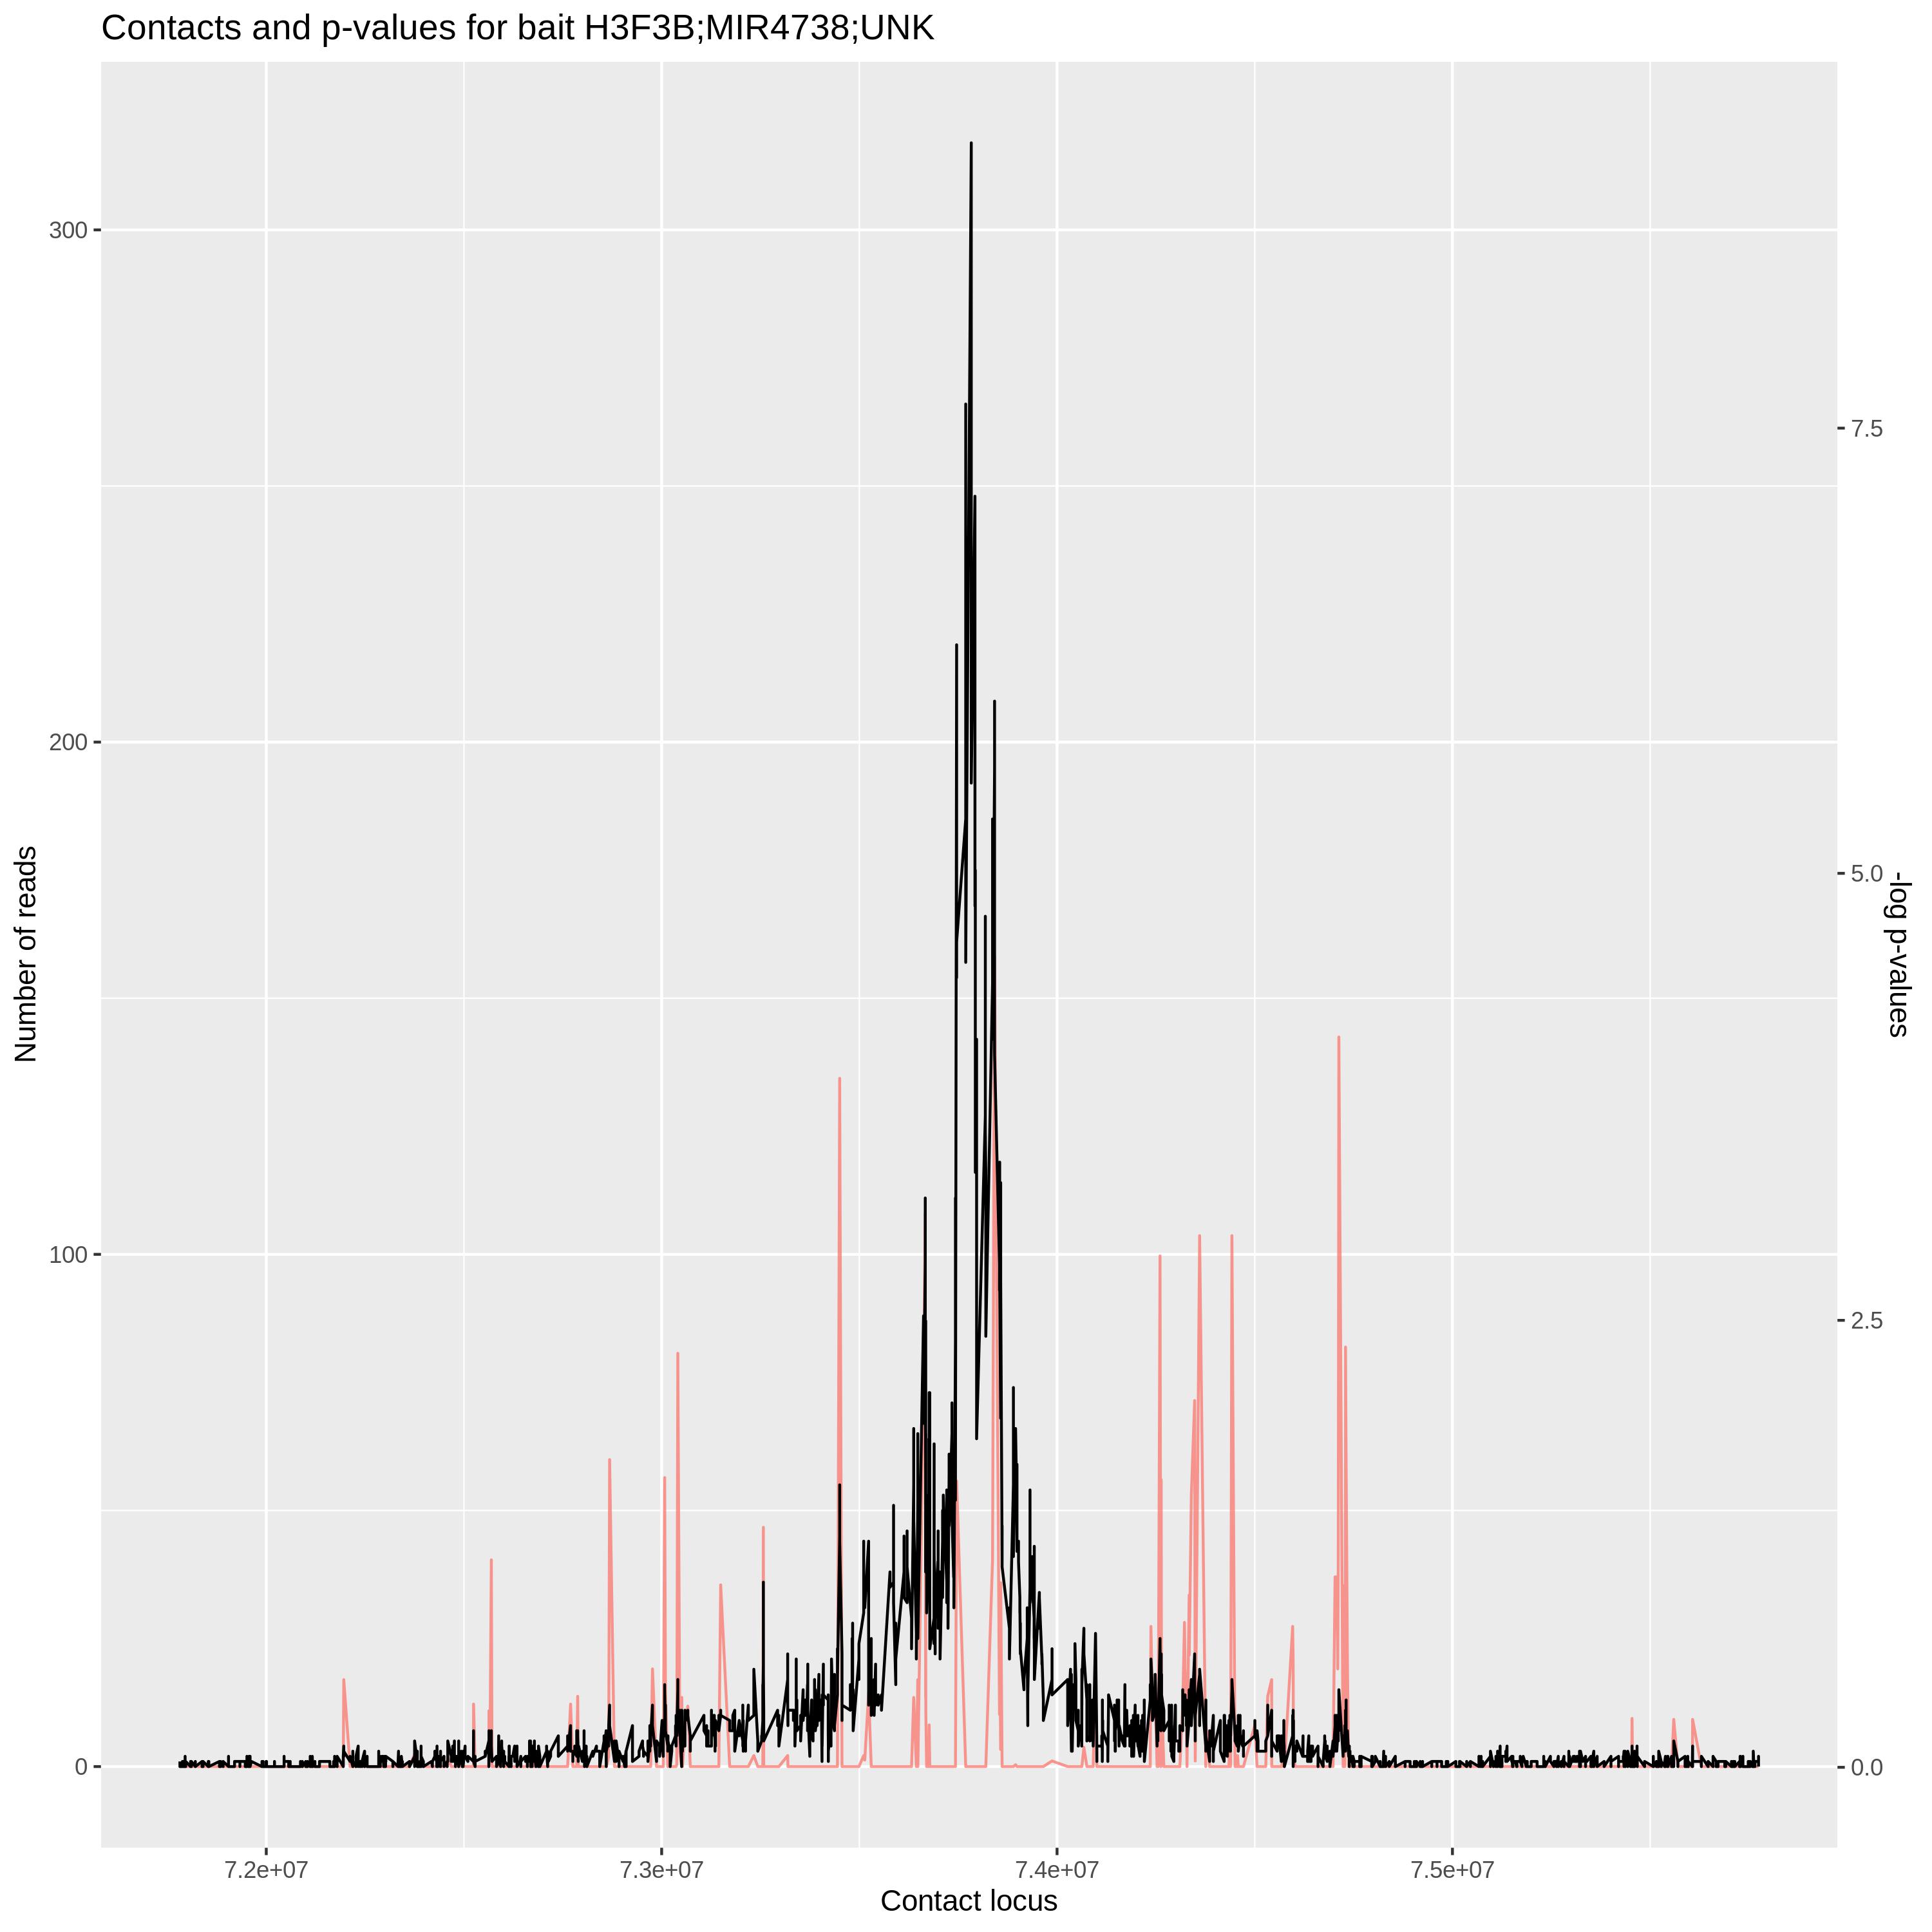 Contacts and p-values for bait H3F3B;MIR4738;UNK
300
200
100
0
Number of reads
7.5
5.0
2.5
0.0
-log p-values
7.2e+07
7.3e+07
7.4e+07
7.5e+07
Contact locus